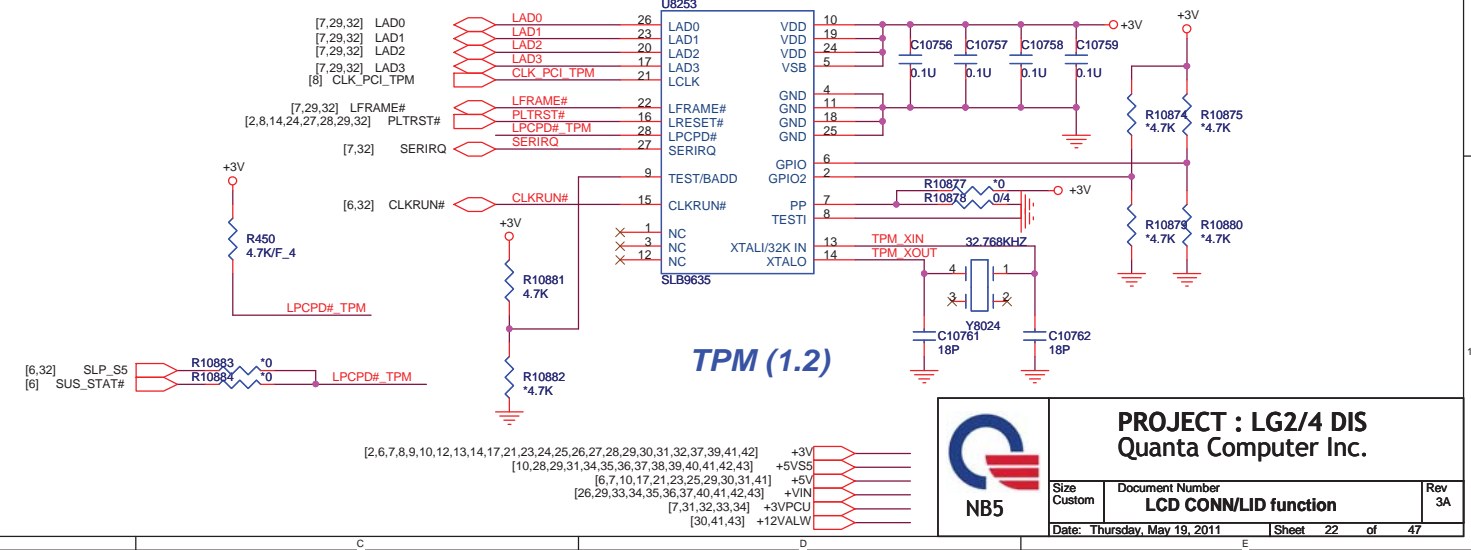 U8253
[7,29,32] LAD0 LAD0 26 LAD0 VDD 10 +3V
[7,29,32] LAD1 LAD1 23 LAD1 VDD 19
[7,29,32] LAD2 LAD2 20 LAD2 VDD 24
[7,29,32] LAD3 LAD3 17 LAD3 VSB 5
[8] CLK_PCI_TPM CLK_PCI_TPM 21 LCLK
C10756 C10757 C10758 C10759
0.1U 0.1U 0.1U 0.1U
+3V
GND 4
[7,29,32] LFRAME# LFRAME# 22 LFRAME# GND 11
[2,8,14,24,27,28,29,32] PLTRST# PLTRST# 16 LRESET# GND 18
LPCPD#_TPM 28 LPCPD# GND 25
[7,32] SERIRQ SERIRQ 27 SERIRQ
R10874 R10875
*4.7K *4.7K
GPIO 6
9 TEST/BADD GPIO2 2
R10877 *0 +3V
[6,32] CLKRUN# CLKRUN# 15 CLKRUN# PP 7 R10878 0/4
TESTI 8
1 NC
3 NC XTALI/32K IN 13 TPM_XIN 32.768KHZ
12 NC XTALO 14 TPM_XOUT
SLB9635
R10879 R10880
*4.7K *4.7K
+3V
R450
4.7K/F_4
LPCPD#_TPM
+3V
R10881
4.7K
R10882
*4.7K
4 1
3 2
Y8024
C10761 C10762
18P 18P
TPM (1.2)
[6,32] SLP_S5 R10883 *0
[6] SUS_STAT# R10884 *0 LPCPD#_TPM
[2,6,7,8,9,10,12,13,14,17,21,23,24,25,26,27,28,29,30,31,32,37,39,41,42] +3V
[10,28,29,31,34,35,36,37,38,39,40,41,42,43] +5VS5
[6,7,10,17,21,23,25,29,30,31,41] +5V
[26,29,33,34,35,36,37,40,41,42,43] +VIN
[7,31,32,33,34] +3VPCU
[30,41,43] +12VALW
1
NB5
PROJECT : LG2/4 DIS
Quanta Computer Inc.
Size Document Number Rev
Custom LCD CONN/LID function 3A
Date: Thursday, May 19, 2011 Sheet 22 of 47
C D E